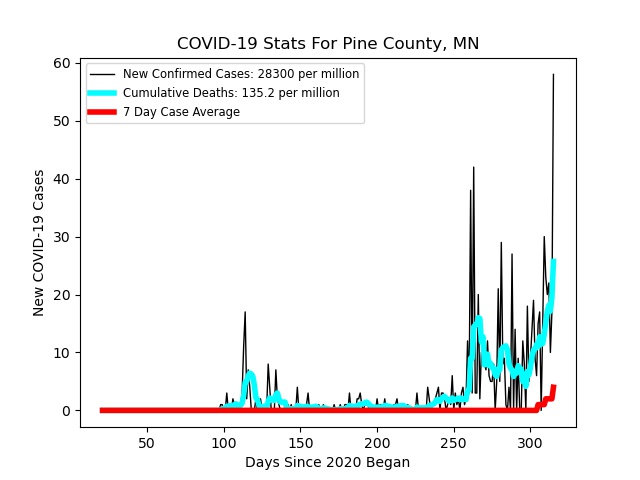 COVID-19 Stats For Pine County, MN
New Confirmed Cases: 28300 per million
Cumulative Deaths: 135.2 per million
7 Day Case Average
New COVID-19 Cases
60
50
40
30
20
10
0
50 100 150 200 250 300
Days Since 2020 Began